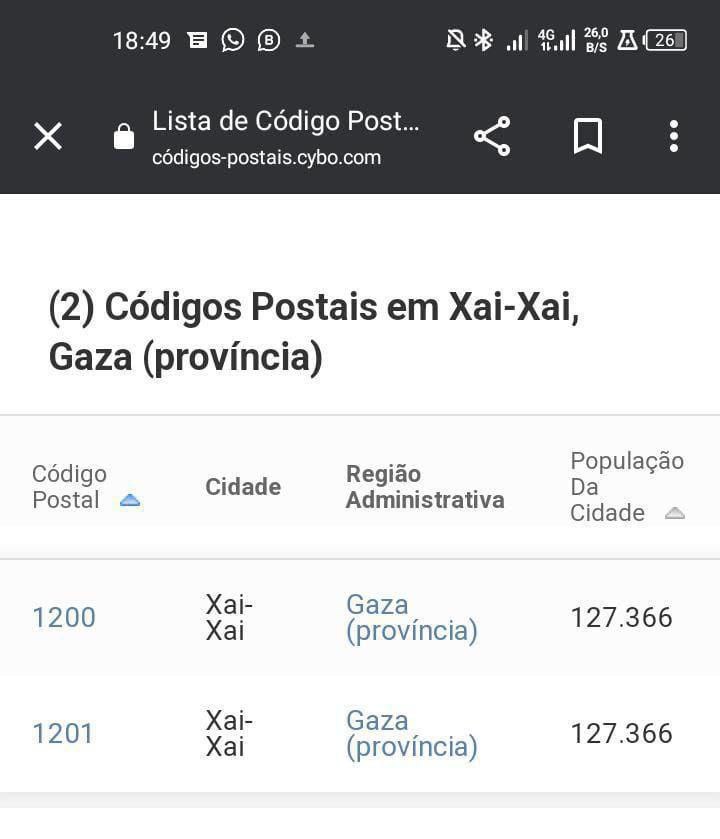 18:49 4G 26,0 B/S 26
Lista de Código Post...
códigos-postais.cybo.com
(2) Códigos Postais em Xai-Xai,
Gaza (província)
Código Postal Cidade Região Administrativa População Da Cidade
1200 Xai-Xai Gaza (província) 127.366
1201 Xai-Xai Gaza (província) 127.366